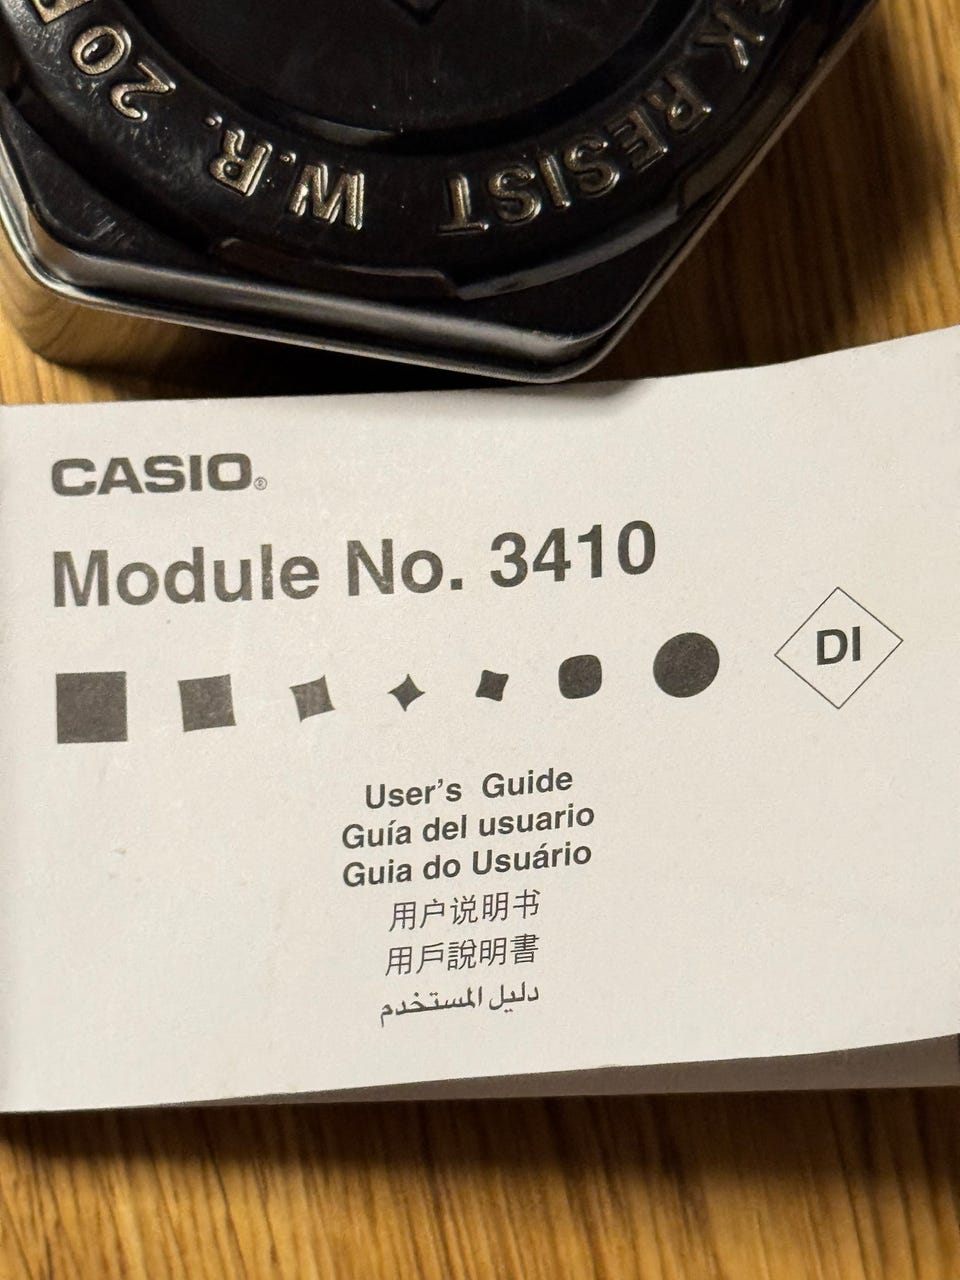 RESIST W.R. 20
CASIO®
Module No. 3410
DI
User's Guide
Guía del usuario
Guia do Usuário
用户说明书
用戶說明書
دليل المستخدم